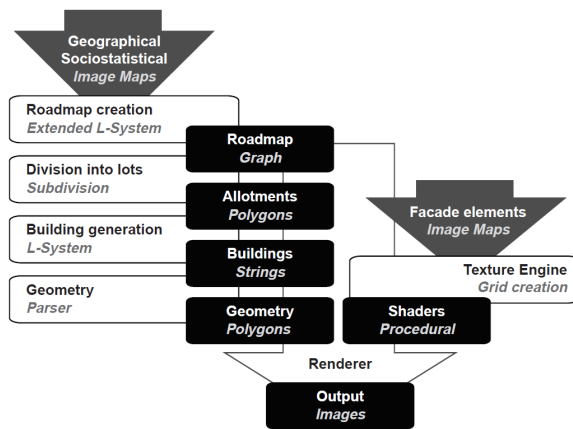 Geographical
Sociostatistical
Image Maps
Roadmap creation
Extended L-System
Roadmap
Graph
Division into lots
Subdivision
Allotments
Polygons
Building generation
L-System
Buildings
Strings
Geometry
Parser
Geometry
Polygons
Facade elements
Image Maps
Texture Engine
Grid creation
Shaders
Procedural
Renderer
Output
Images